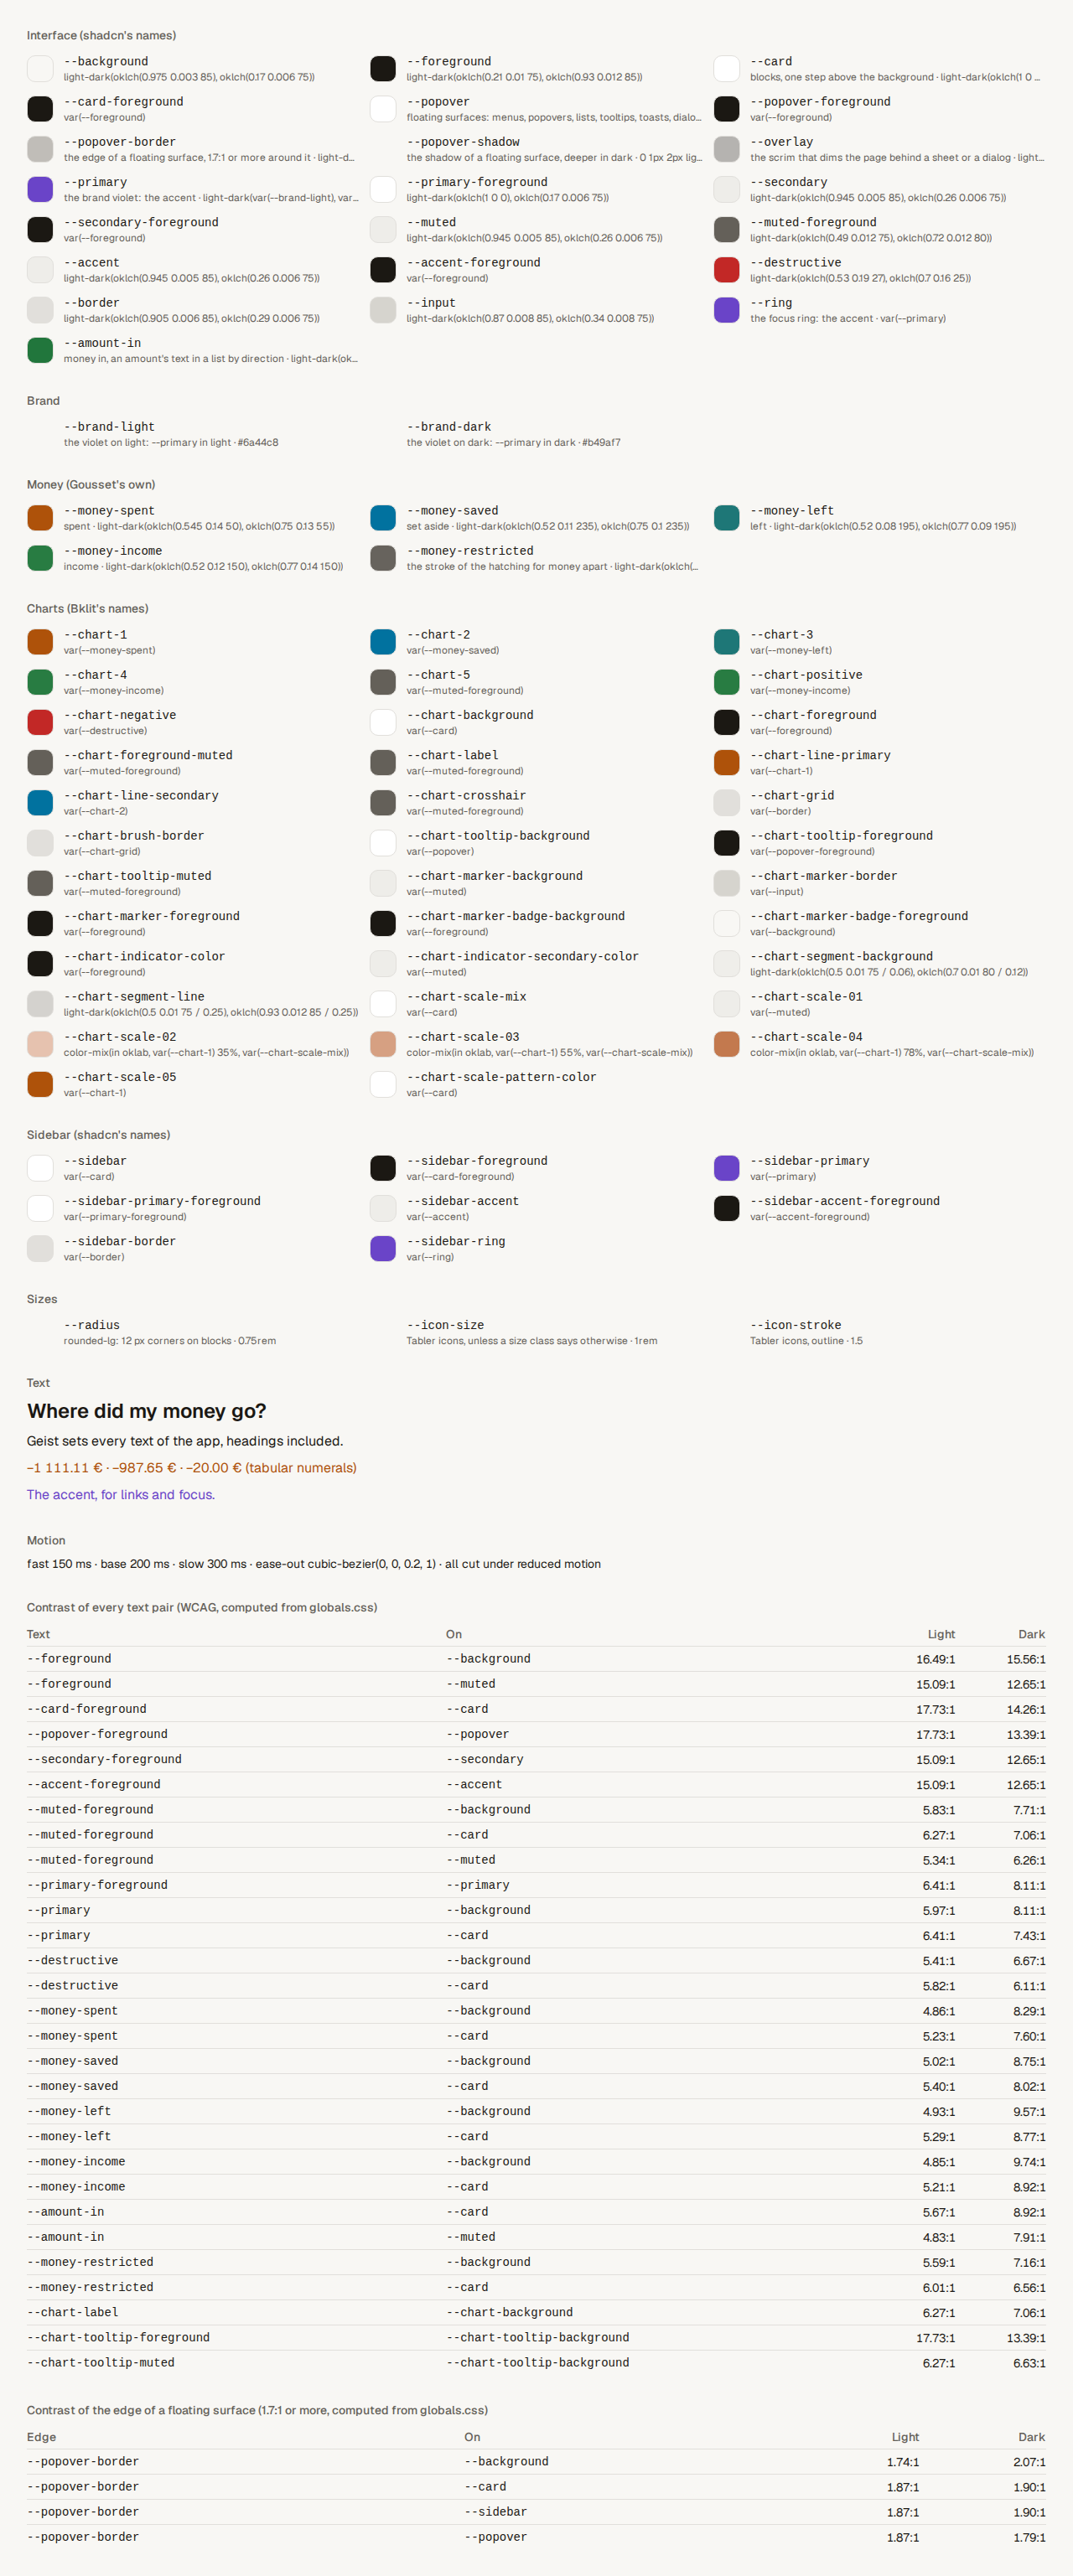 Interface (shadcn's names)
--background
light-dark(oklch(0.975 0.003 85), oklch(0.17 0.006 75))
--foreground
light-dark(oklch(0.21 0.01 75), oklch(0.93 0.012 85))
--card
blocks, one step above the background · light-dark(oklch(1 0 …
--card-foreground
var(--foreground)
--popover
floating surfaces: menus, popovers, lists, tooltips, toasts, dialo…
--popover-foreground
var(--foreground)
--popover-border
the edge of a floating surface, 1.7:1 or more around it · light-d…
--popover-shadow
the shadow of a floating surface, deeper in dark · 0 1px 2px lig…
--overlay
the scrim that dims the page behind a sheet or a dialog · light…
--primary
the brand violet: the accent · light-dark(var(--brand-light), var…
--primary-foreground
light-dark(oklch(1 0 0), oklch(0.17 0.006 75))
--secondary
light-dark(oklch(0.945 0.005 85), oklch(0.26 0.006 75))
--secondary-foreground
var(--foreground)
--muted
light-dark(oklch(0.945 0.005 85), oklch(0.26 0.006 75))
--muted-foreground
light-dark(oklch(0.49 0.012 75), oklch(0.72 0.012 80))
--accent
light-dark(oklch(0.945 0.005 85), oklch(0.26 0.006 75))
--accent-foreground
var(--foreground)
--destructive
light-dark(oklch(0.53 0.19 27), oklch(0.7 0.16 25))
--border
light-dark(oklch(0.905 0.006 85), oklch(0.29 0.006 75))
--input
light-dark(oklch(0.87 0.008 85), oklch(0.34 0.008 75))
--ring
the focus ring: the accent · var(--primary)
--amount-in
money in, an amount's text in a list by direction · light-dark(ok…
Brand
--brand-light
the violet on light: --primary in light · #6a44c8
--brand-dark
the violet on dark: --primary in dark · #b49af7
Money (Gousset's own)
--money-spent
spent · light-dark(oklch(0.545 0.14 50), oklch(0.75 0.13 55))
--money-saved
set aside · light-dark(oklch(0.52 0.11 235), oklch(0.75 0.1 235))
--money-left
left · light-dark(oklch(0.52 0.08 195), oklch(0.77 0.09 195))
--money-income
income · light-dark(oklch(0.52 0.12 150), oklch(0.77 0.14 150))
--money-restricted
the stroke of the hatching for money apart · light-dark(oklch(…
Charts (Bklit's names)
--chart-1
var(--money-spent)
--chart-2
var(--money-saved)
--chart-3
var(--money-left)
--chart-4
var(--money-income)
--chart-5
var(--muted-foreground)
--chart-positive
var(--money-income)
--chart-negative
var(--destructive)
--chart-background
var(--card)
--chart-foreground
var(--foreground)
--chart-foreground-muted
var(--muted-foreground)
--chart-label
var(--muted-foreground)
--chart-line-primary
var(--chart-1)
--chart-line-secondary
var(--chart-2)
--chart-crosshair
var(--muted-foreground)
--chart-grid
var(--border)
--chart-brush-border
var(--chart-grid)
--chart-tooltip-background
var(--popover)
--chart-tooltip-foreground
var(--popover-foreground)
--chart-tooltip-muted
var(--muted-foreground)
--chart-marker-background
var(--muted)
--chart-marker-border
var(--input)
--chart-marker-foreground
var(--foreground)
--chart-marker-badge-background
var(--foreground)
--chart-marker-badge-foreground
var(--background)
--chart-indicator-color
var(--foreground)
--chart-indicator-secondary-color
var(--muted)
--chart-segment-background
light-dark(oklch(0.5 0.01 75 / 0.06), oklch(0.7 0.01 80 / 0.12))
--chart-segment-line
light-dark(oklch(0.5 0.01 75 / 0.25), oklch(0.93 0.012 85 / 0.25))
--chart-scale-mix
var(--card)
--chart-scale-01
var(--muted)
--chart-scale-02
color-mix(in oklab, var(--chart-1) 35%, var(--chart-scale-mix))
--chart-scale-03
color-mix(in oklab, var(--chart-1) 55%, var(--chart-scale-mix))
--chart-scale-04
color-mix(in oklab, var(--chart-1) 78%, var(--chart-scale-mix))
--chart-scale-05
var(--chart-1)
--chart-scale-pattern-color
var(--card)
Sidebar (shadcn's names)
--sidebar
var(--card)
--sidebar-foreground
var(--card-foreground)
--sidebar-primary
var(--primary)
--sidebar-primary-foreground
var(--primary-foreground)
--sidebar-accent
var(--accent)
--sidebar-accent-foreground
var(--accent-foreground)
--sidebar-border
var(--border)
--sidebar-ring
var(--ring)
Sizes
--radius
rounded-lg: 12 px corners on blocks · 0.75rem
--icon-size
Tabler icons, unless a size class says otherwise · 1rem
--icon-stroke
Tabler icons, outline · 1.5
Text
Where did my money go?
Geist sets every text of the app, headings included.
−1 111.11 € · −987.65 € · −20.00 € (tabular numerals)
The accent, for links and focus.
Motion
fast 150 ms · base 200 ms · slow 300 ms · ease-out cubic-bezier(0, 0, 0.2, 1) · all cut under reduced motion
Contrast of every text pair (WCAG, computed from globals.css)
Text On Light Dark
--foreground --background 16.49:1 15.56:1
--foreground --muted 15.09:1 12.65:1
--card-foreground --card 17.73:1 14.26:1
--popover-foreground --popover 17.73:1 13.39:1
--secondary-foreground --secondary 15.09:1 12.65:1
--accent-foreground --accent 15.09:1 12.65:1
--muted-foreground --background 5.83:1 7.71:1
--muted-foreground --card 6.27:1 7.06:1
--muted-foreground --muted 5.34:1 6.26:1
--primary-foreground --primary 6.41:1 8.11:1
--primary --background 5.97:1 8.11:1
--primary --card 6.41:1 7.43:1
--destructive --background 5.41:1 6.67:1
--destructive --card 5.82:1 6.11:1
--money-spent --background 4.86:1 8.29:1
--money-spent --card 5.23:1 7.60:1
--money-saved --background 5.02:1 8.75:1
--money-saved --card 5.40:1 8.02:1
--money-left --background 4.93:1 9.57:1
--money-left --card 5.29:1 8.77:1
--money-income --background 4.85:1 9.74:1
--money-income --card 5.21:1 8.92:1
--amount-in --card 5.67:1 8.92:1
--amount-in --muted 4.83:1 7.91:1
--money-restricted --background 5.59:1 7.16:1
--money-restricted --card 6.01:1 6.56:1
--chart-label --chart-background 6.27:1 7.06:1
--chart-tooltip-foreground --chart-tooltip-background 17.73:1 13.39:1
--chart-tooltip-muted --chart-tooltip-background 6.27:1 6.63:1
Contrast of the edge of a floating surface (1.7:1 or more, computed from globals.css)
Edge On Light Dark
--popover-border --background 1.74:1 2.07:1
--popover-border --card 1.87:1 1.90:1
--popover-border --sidebar 1.87:1 1.90:1
--popover-border --popover 1.87:1 1.79:1